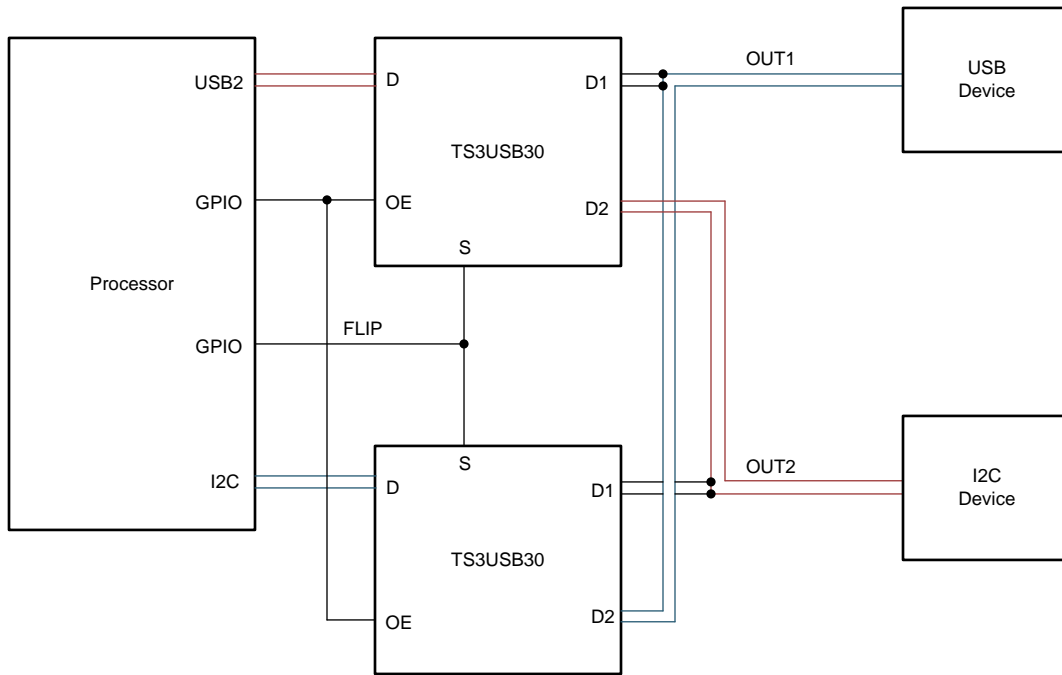 Processor
USB2
GPIO
GPIO
I2C
D
OE
TS3USB30
S
D1
D2
FLIP
S
D
OE
TS3USB30
D1
D2
OUT1
OUT2
USB
Device
I2C
Device